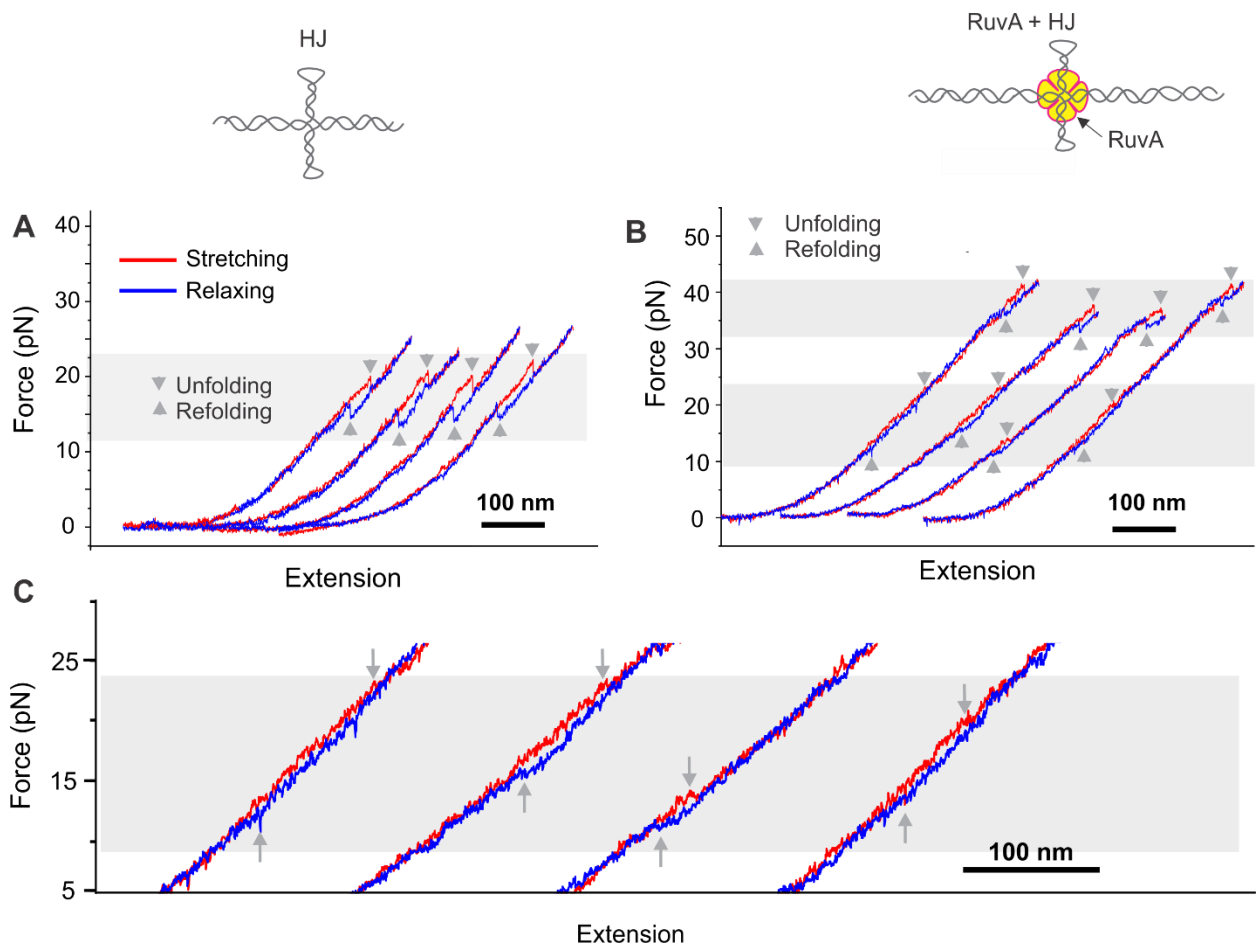 HJ
RuvA + HJ
RuvA
A
40
30
20
10
0
Force (pN)
Stretching
Relaxing
Unfolding
Refolding
100 nm
Extension
B
50
40
30
20
10
0
Force (pN)
Unfolding
Refolding
100 nm
Extension
C
25
15
5
Force (pN)
100 nm
Extension